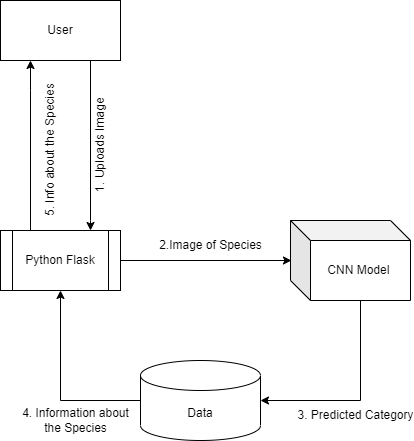 User
5. Info about the Species
1. Uploads Image
2.Image of Species
Python Flask
CNN Model
4. Information about
the Species
Data
3. Predicted Category